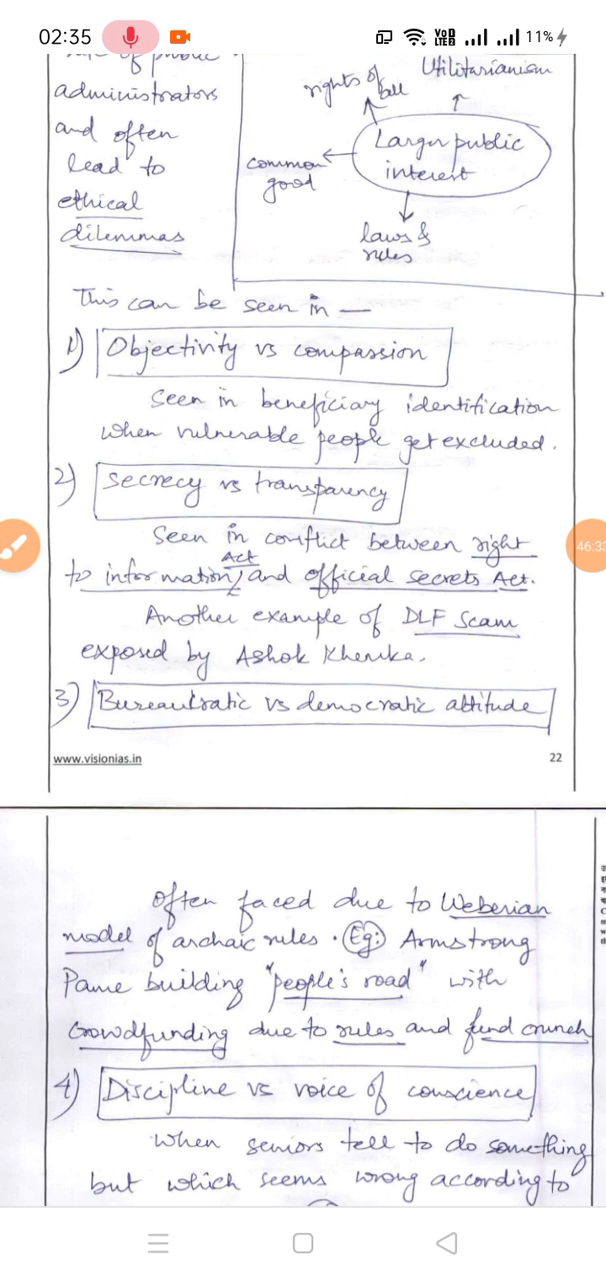 02:35
VoD
LTE
11%
of
administrators
and often
lead to
ethical
dilemmas
rights of
all
Utilitarianism
Larger public
interest
common
good
laws &
rules
This can be seen in —
1) Objectivity vs compassion
Seen in beneficiary identification
when vulnerable people get excluded.
2) Secrecy vs transparency
Seen in conflict between right
to information Act and official secrets Act.
Another example of DLF Scam
exposed by Ashok Khemka.
3) Bureaucratic vs democratic attitude
www.visionias.in
22
46:33
Often faced due to Weberian
model of archaic rules. Eg: Armstrong
Pame building "people's road" with
crowdfunding due to rules and fund crunch
4) Discipline vs voice of conscience
When seniors tell to do something
but which seems wrong according to